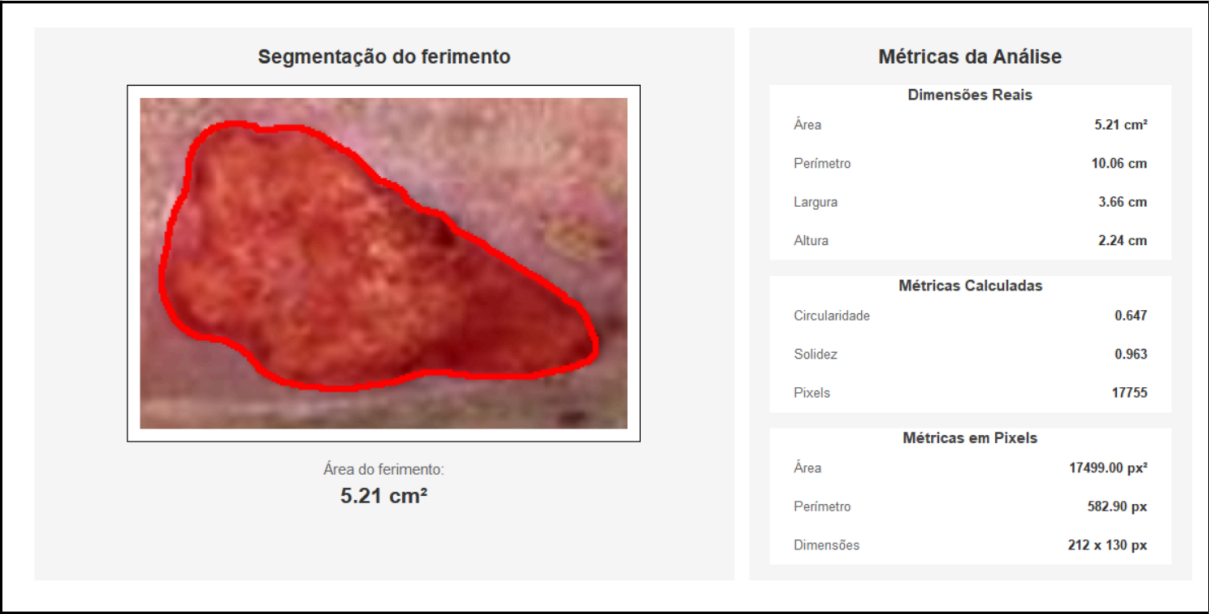 Segmentação do ferimento
Área do ferimento:
5.21 cm²
Métricas da Análise
Dimensões Reais
Área 5.21 cm²
Perímetro 10.06 cm
Largura 3.66 cm
Altura 2.24 cm
Métricas Calculadas
Circularidade 0.647
Solidez 0.963
Pixels 17755
Métricas em Pixels
Área 17499.00 px²
Perímetro 582.90 px
Dimensões 212 x 130 px